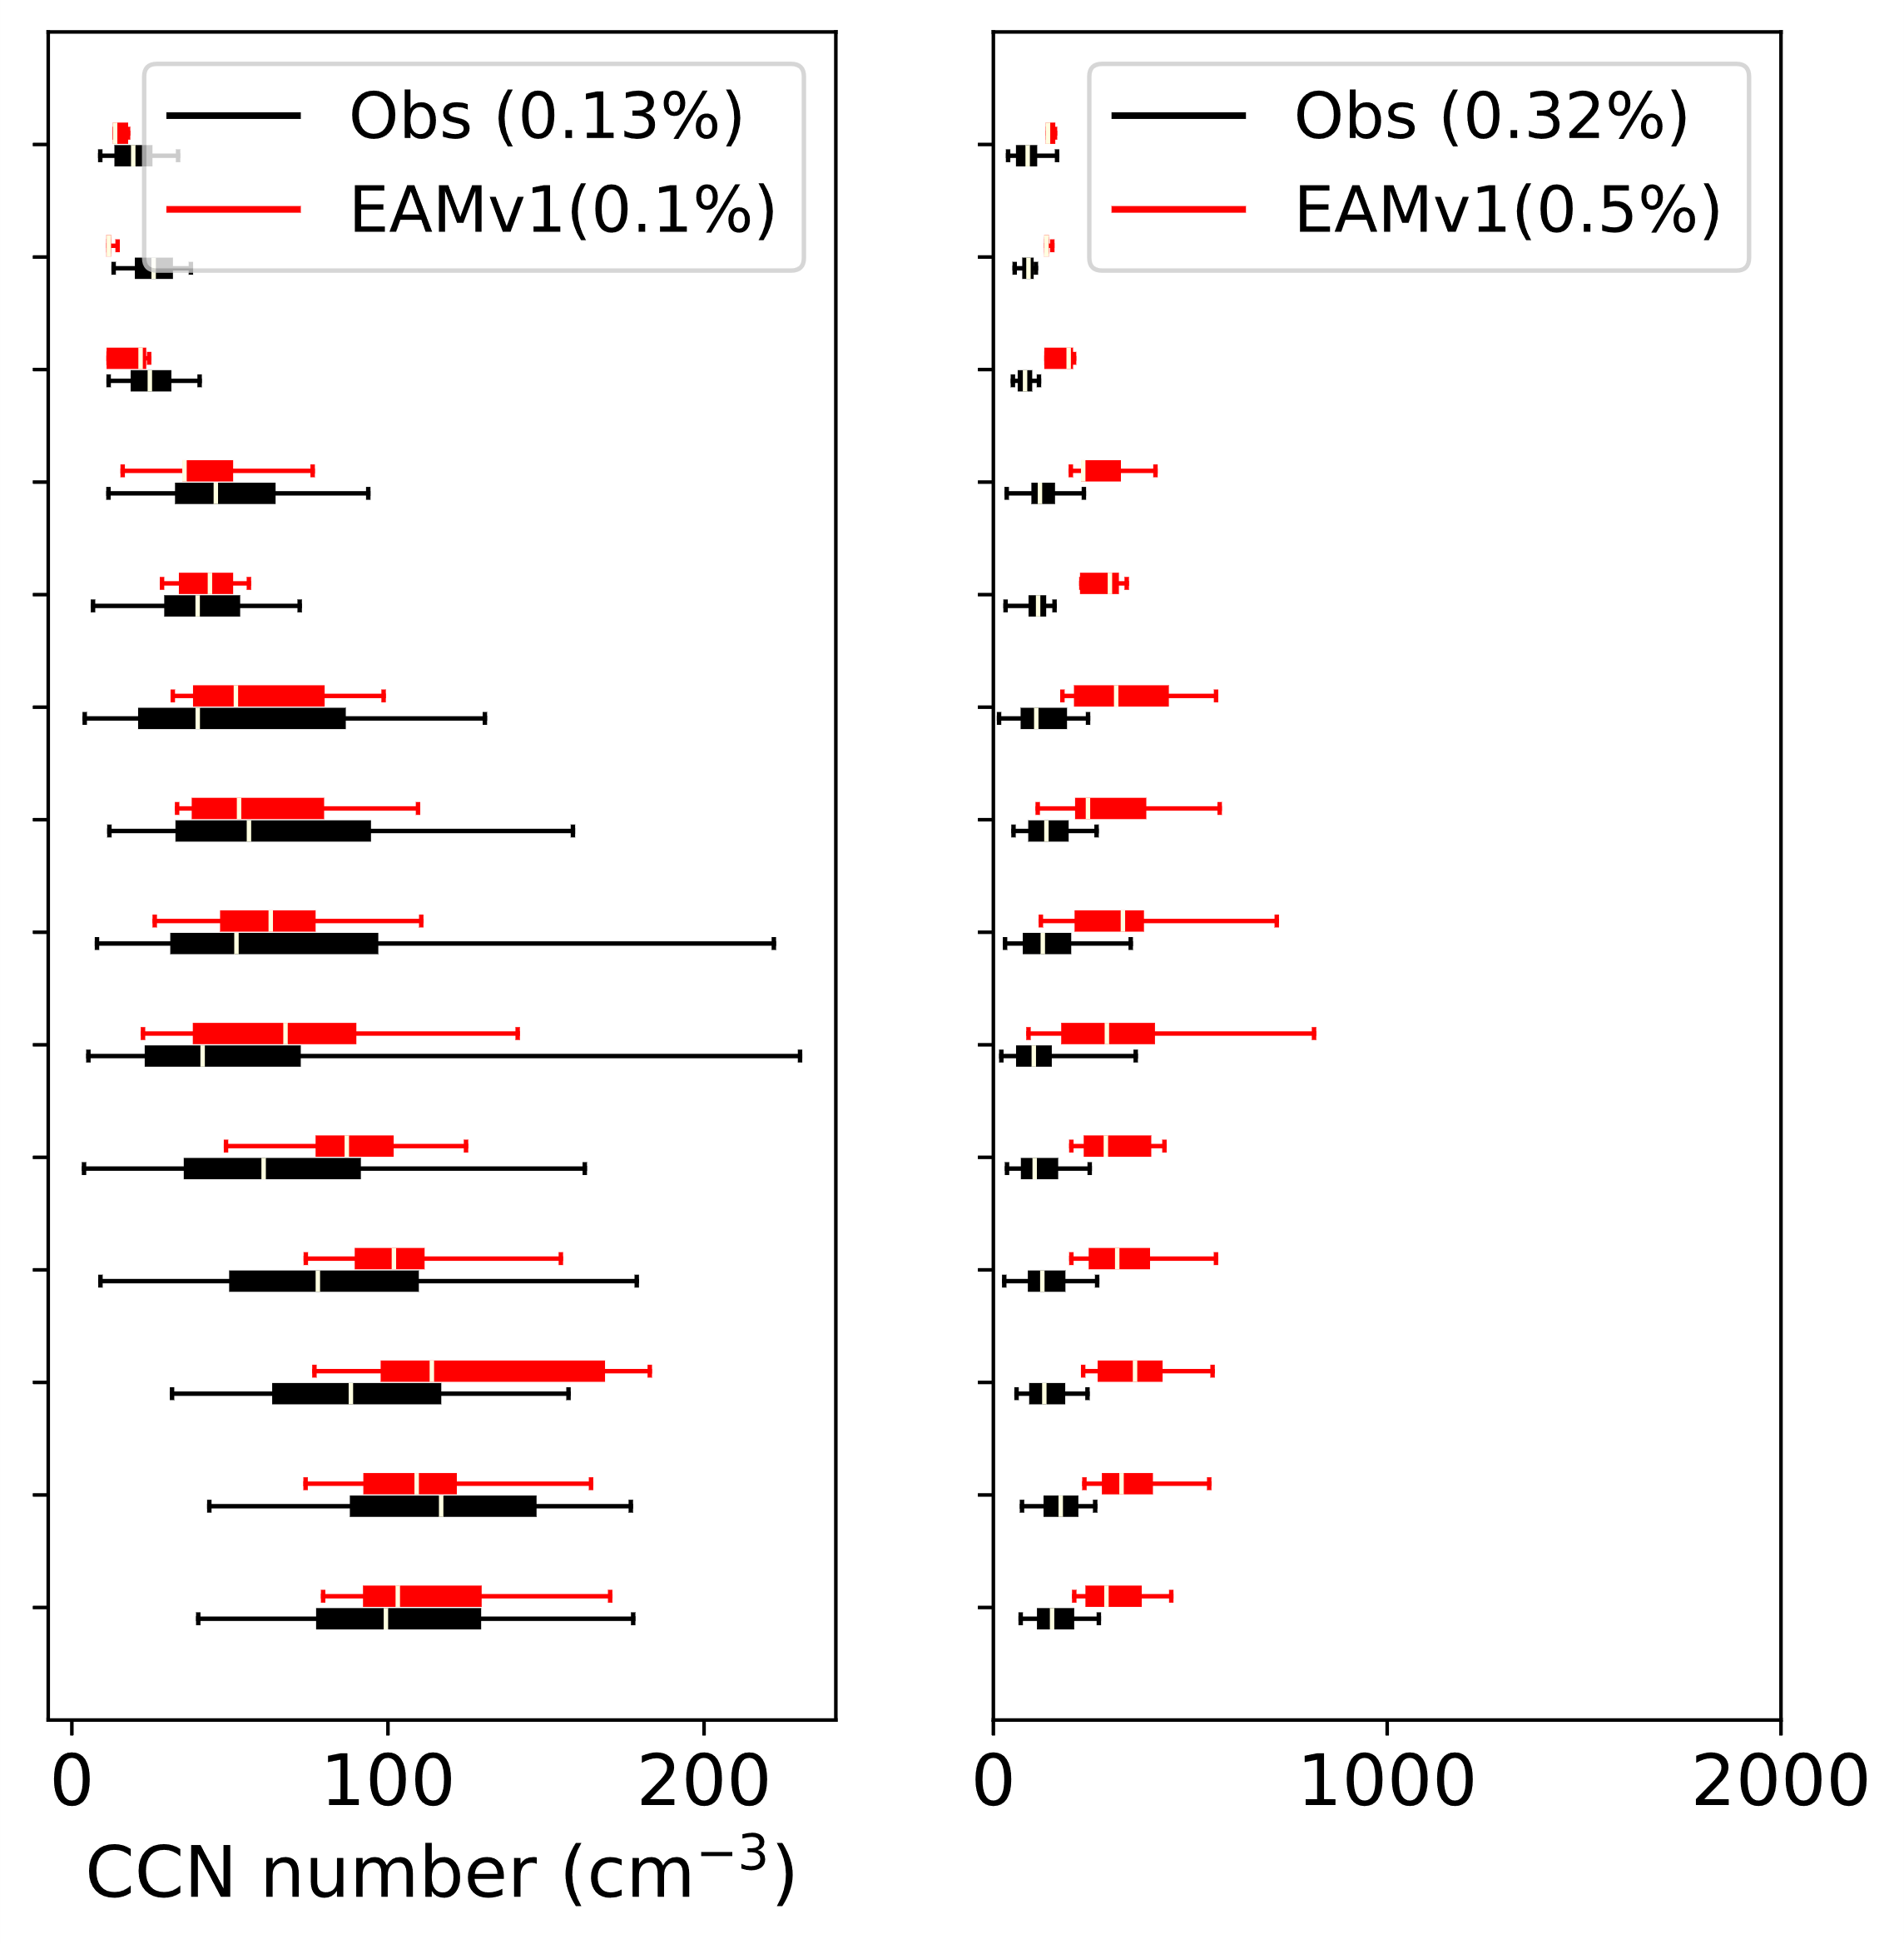 Obs (0.13%)
EAMv1(0.1%)
Obs (0.32%)
EAMv1(0.5%)
0 100 200
0 1000 2000
CCN number (cm⁻³)